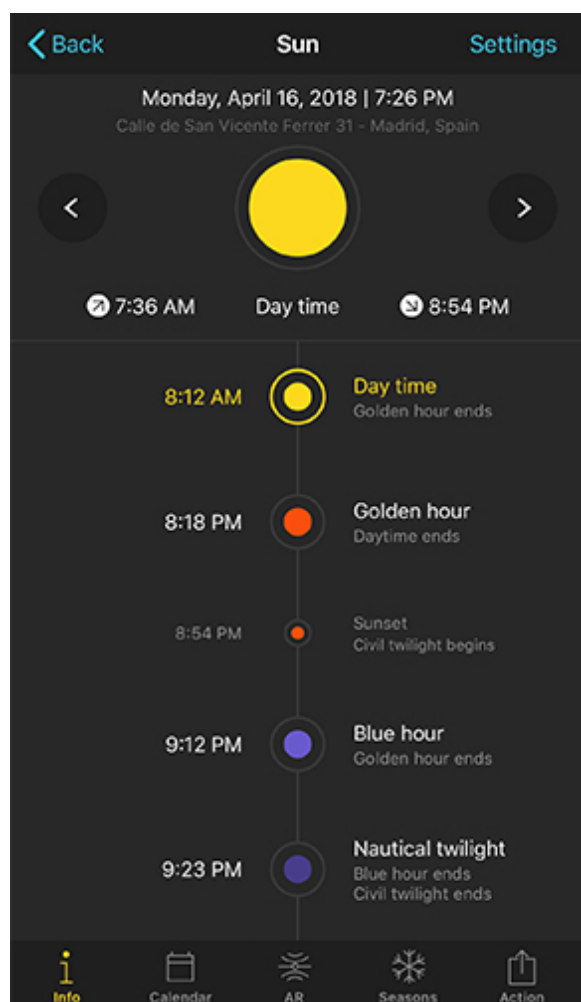 Back Sun Settings
Monday, April 16, 2018 | 7:26 PM
Calle de San Vicente Ferrer 31 - Madrid, Spain
7:36 AM Day time 8:54 PM
8:12 AM Day time
Golden hour ends
8:18 PM Golden hour
Daytime ends
8:54 PM Sunset
Civil twilight begins
9:12 PM Blue hour
Golden hour ends
9:23 PM Nautical twilight
Blue hour ends
Civil twilight ends
Info Calendar AR Seasons Action